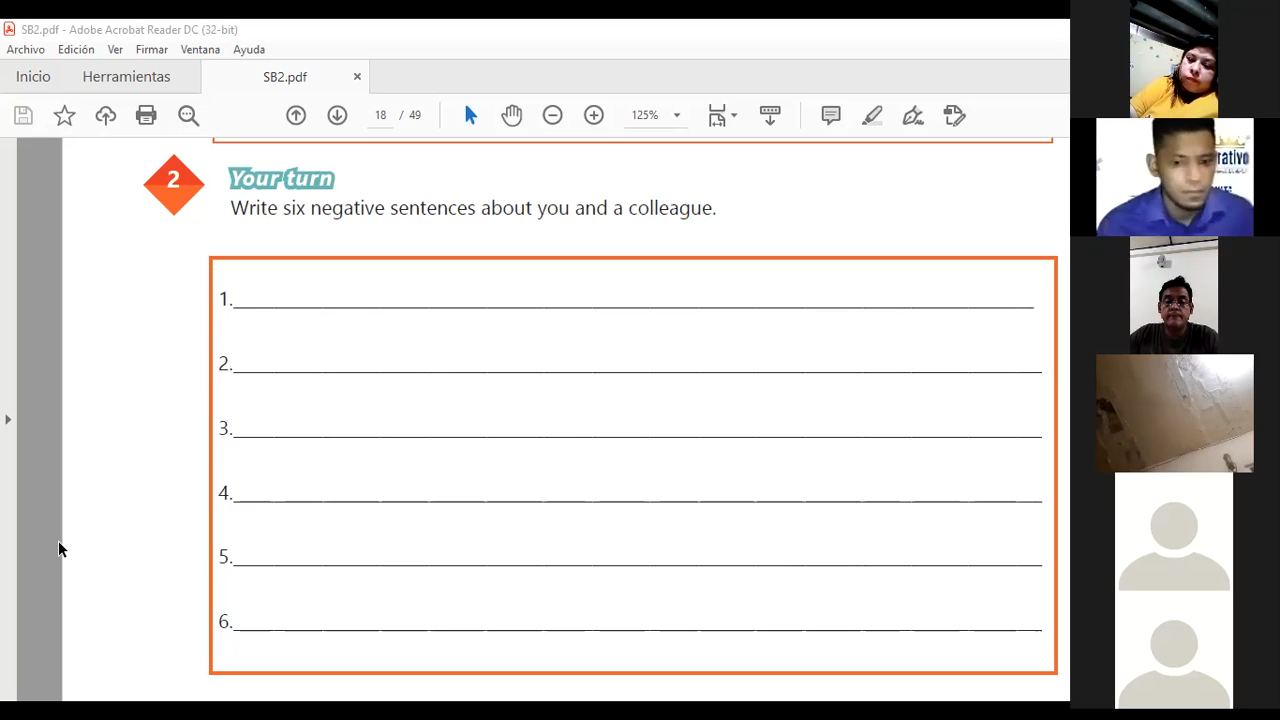 SB2.pdf - Adobe Acrobat Reader DC (32-bit)
Archivo Edición Ver Firmar Ventana Ayuda
Inicio Herramientas SB2.pdf ×
18 / 49 125%
2 Your turn
Write six negative sentences about you and a colleague.
1.
2.
3.
4.
5.
6.
rativo